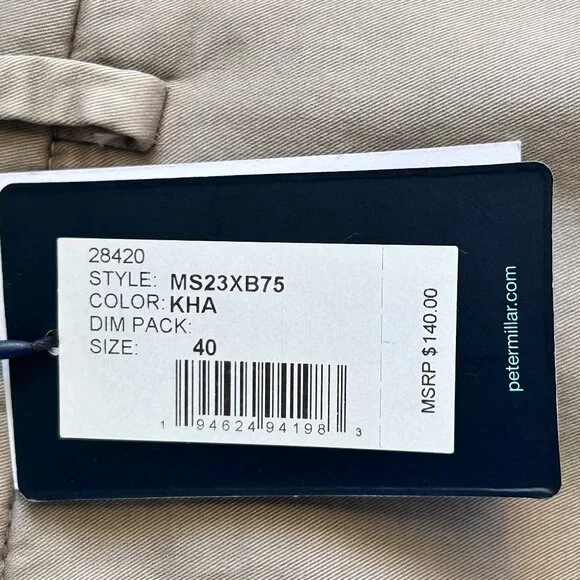 28420
STYLE: MS23XB75
COLOR: KHA
DIM PACK:
SIZE: 40
1 94624 94198 3
MSRP $140.00
petermillar.com